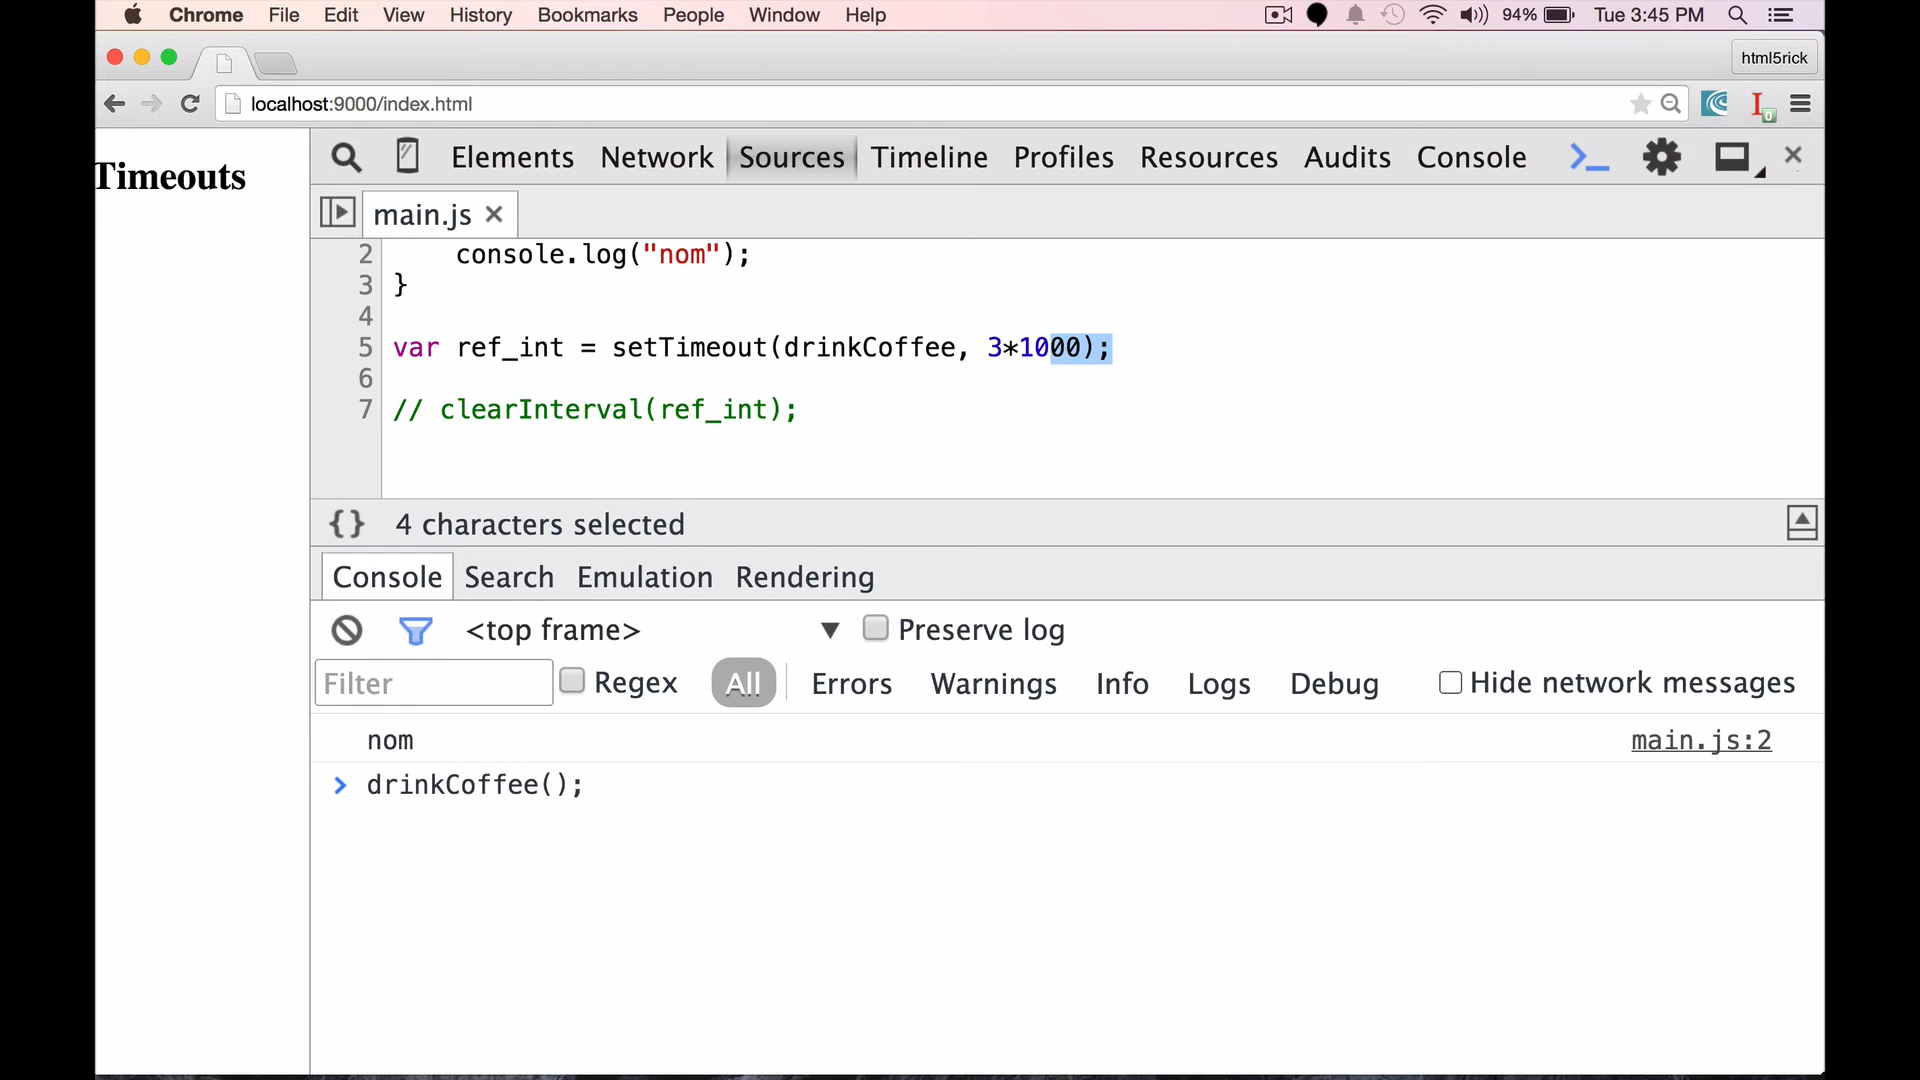 Chrome File Edit View History Bookmarks People Window Help 94% Tue 3:45 PM
html5rick
localhost:9000/index.html
0
Timeouts
Elements Network Sources Timeline Profiles Resources Audits Console
main.js
2 console.log("nom");
3 }
4
5 var ref_int = setTimeout(drinkCoffee, 3*1000);
6
7 // clearInterval(ref_int);
{} 4 characters selected
Console Search Emulation Rendering
<top frame> Preserve log
Filter Regex All Errors Warnings Info Logs Debug Hide network messages
nom main.js:2
> drinkCoffee();